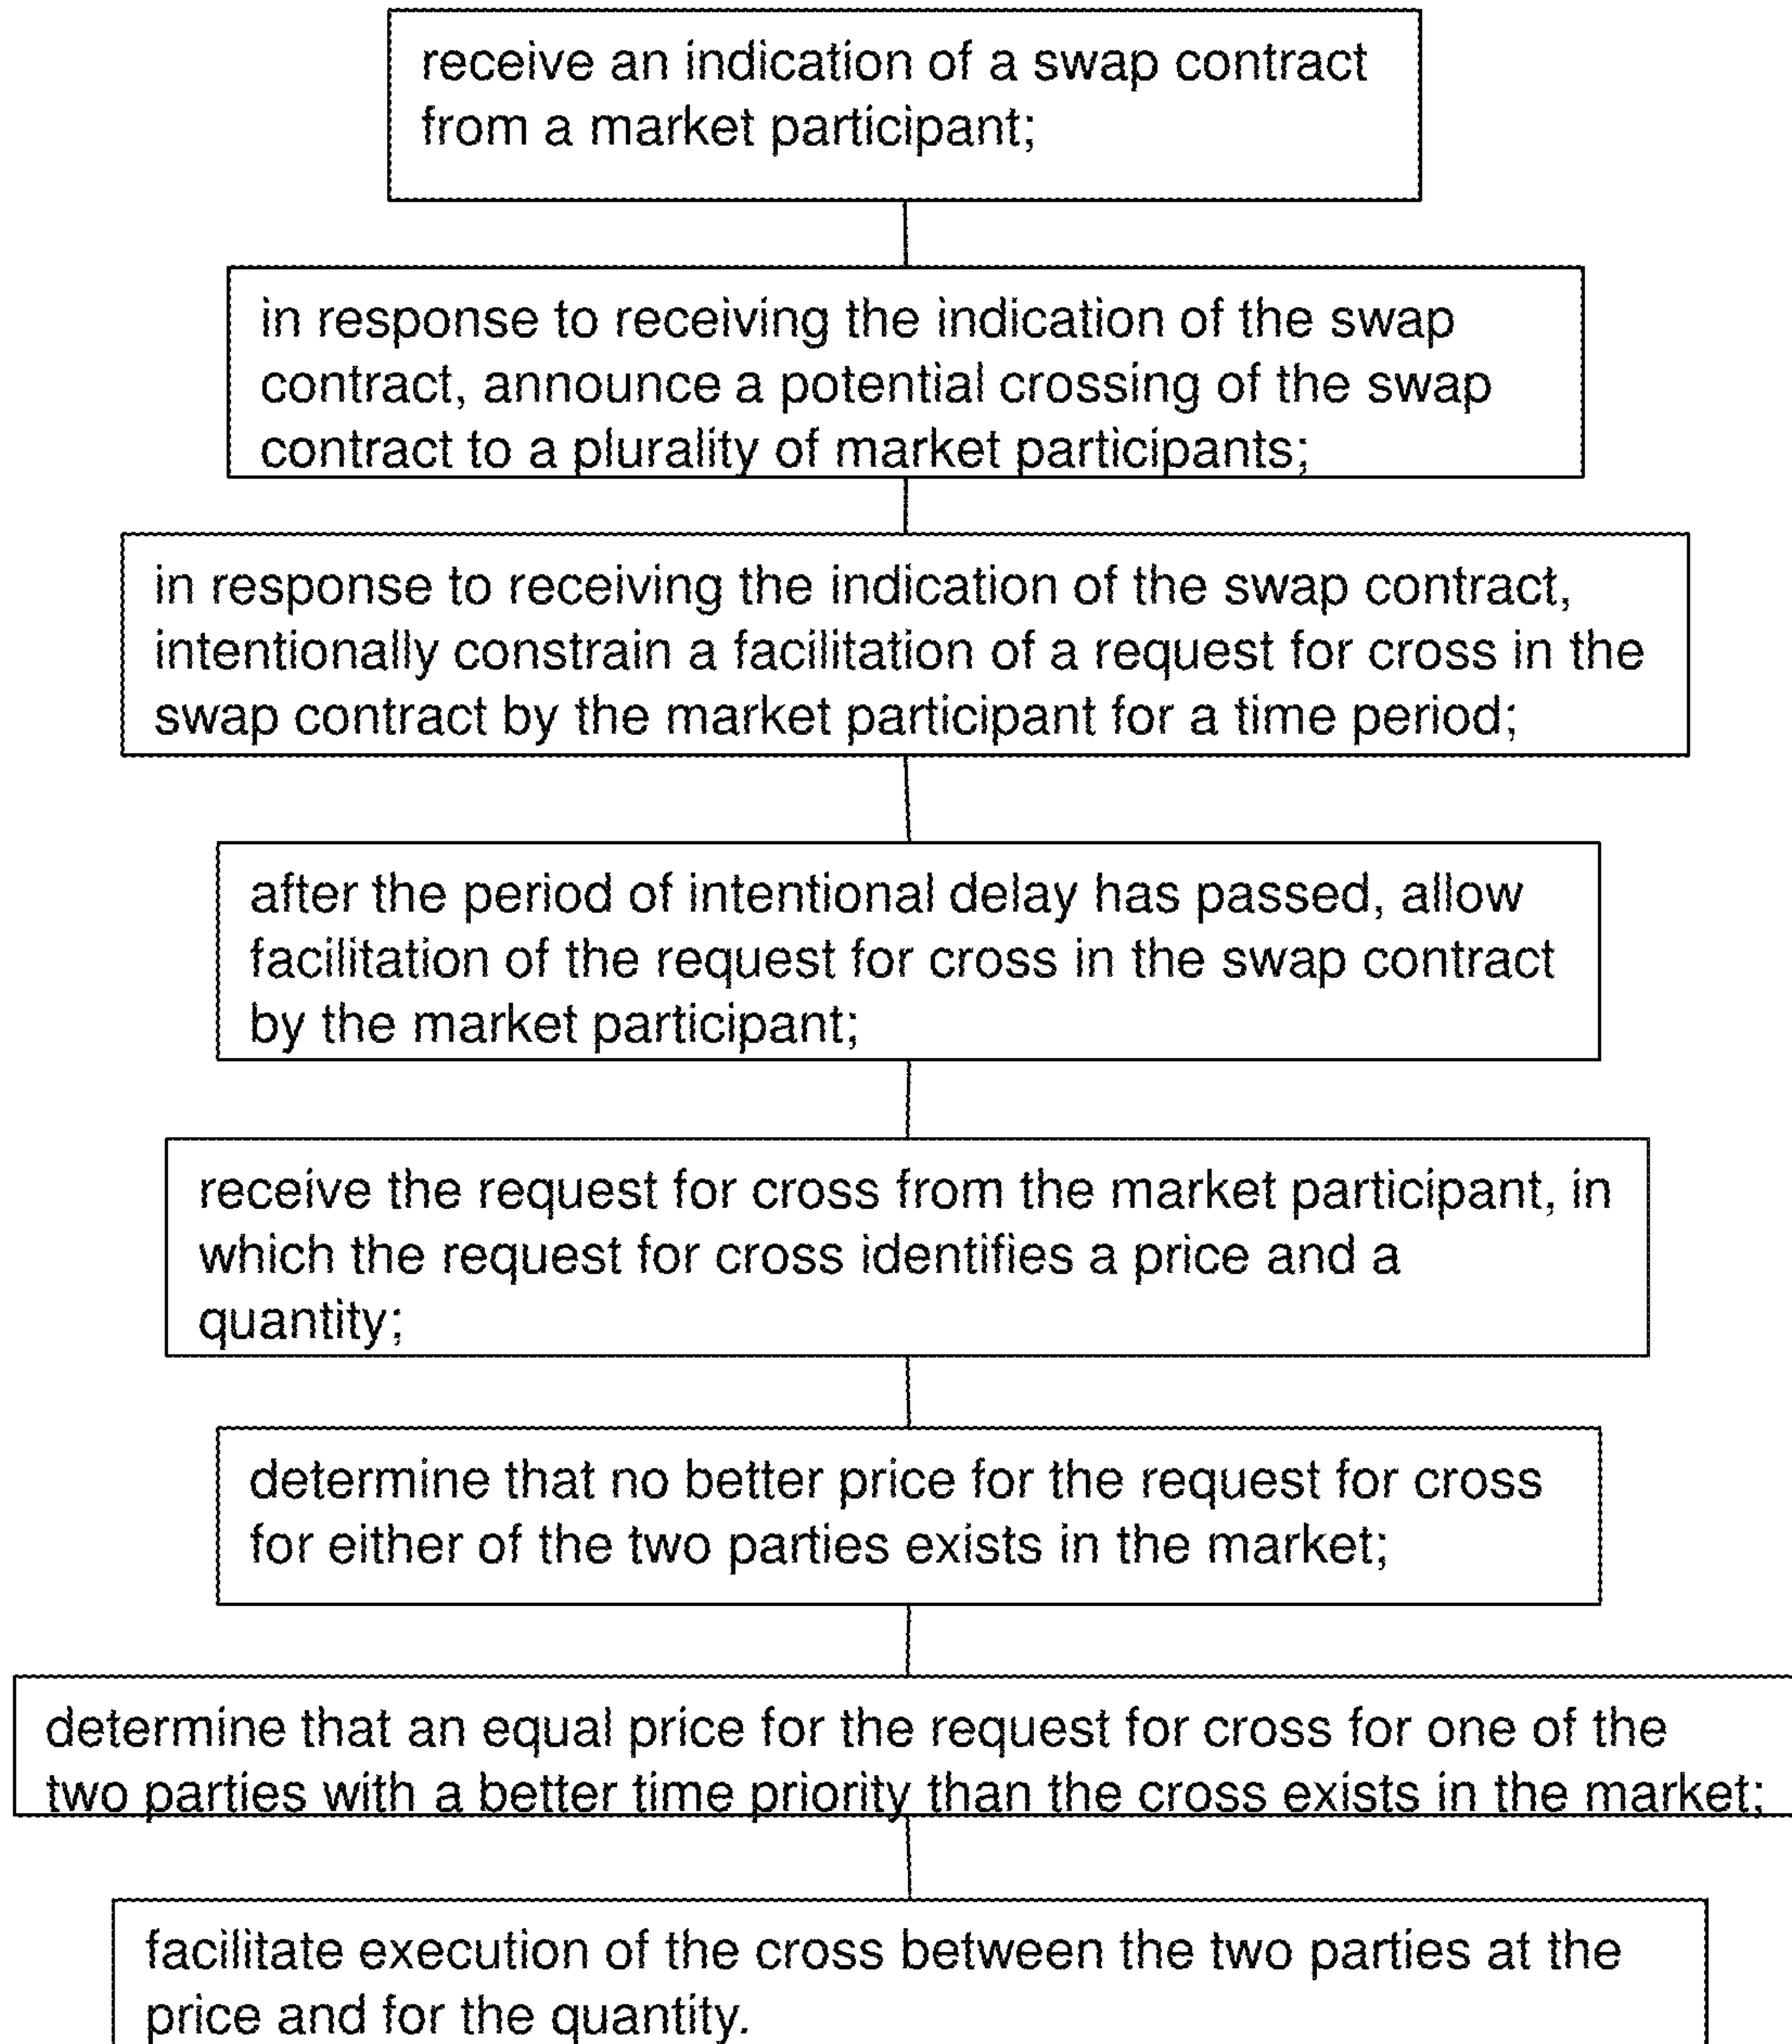 receive an indication of a swap contract
from a market participant;
in response to receiving the indication of the swap
contract, announce a potential crossing of the swap
contract to a plurality of market participants;
in response to receiving the indication of the swap contract,
intentionally constrain a facilitation of a request for cross in the
swap contract by the market participant for a time period;
after the period of intentional delay has passed, allow
facilitation of the request for cross in the swap contract
by the market participant;
receive the request for cross from the market participant, in
which the request for cross identifies a price and a
quantity;
determine that no better price for the request for cross
for either of the two parties exists in the market;
determine that an equal price for the request for cross for one of the
two parties with a better time priority than the cross exists in the market;
facilitate execution of the cross between the two parties at the
price and for the quantity.